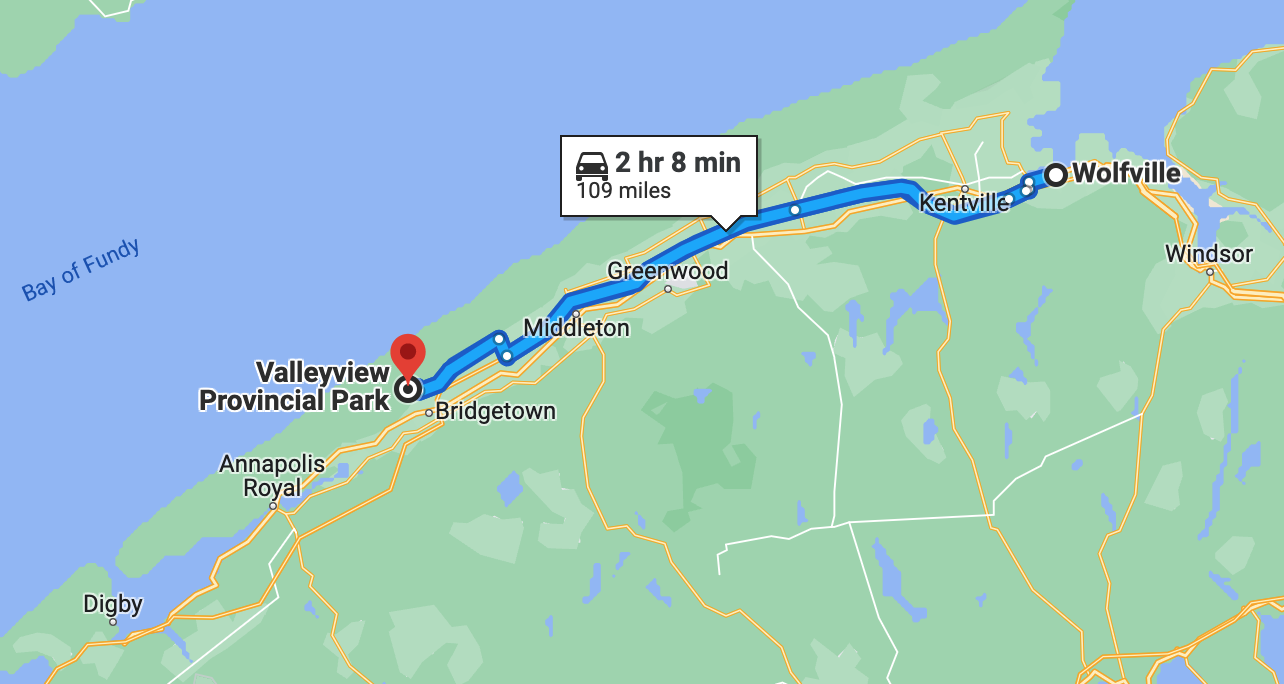 2 hr 8 min
109 miles
Wolfville
Kentville
Windsor
Bay of Fundy
Greenwood
Middleton
Valleyview
Provincial Park
Bridgetown
Annapolis
Royal
Digby